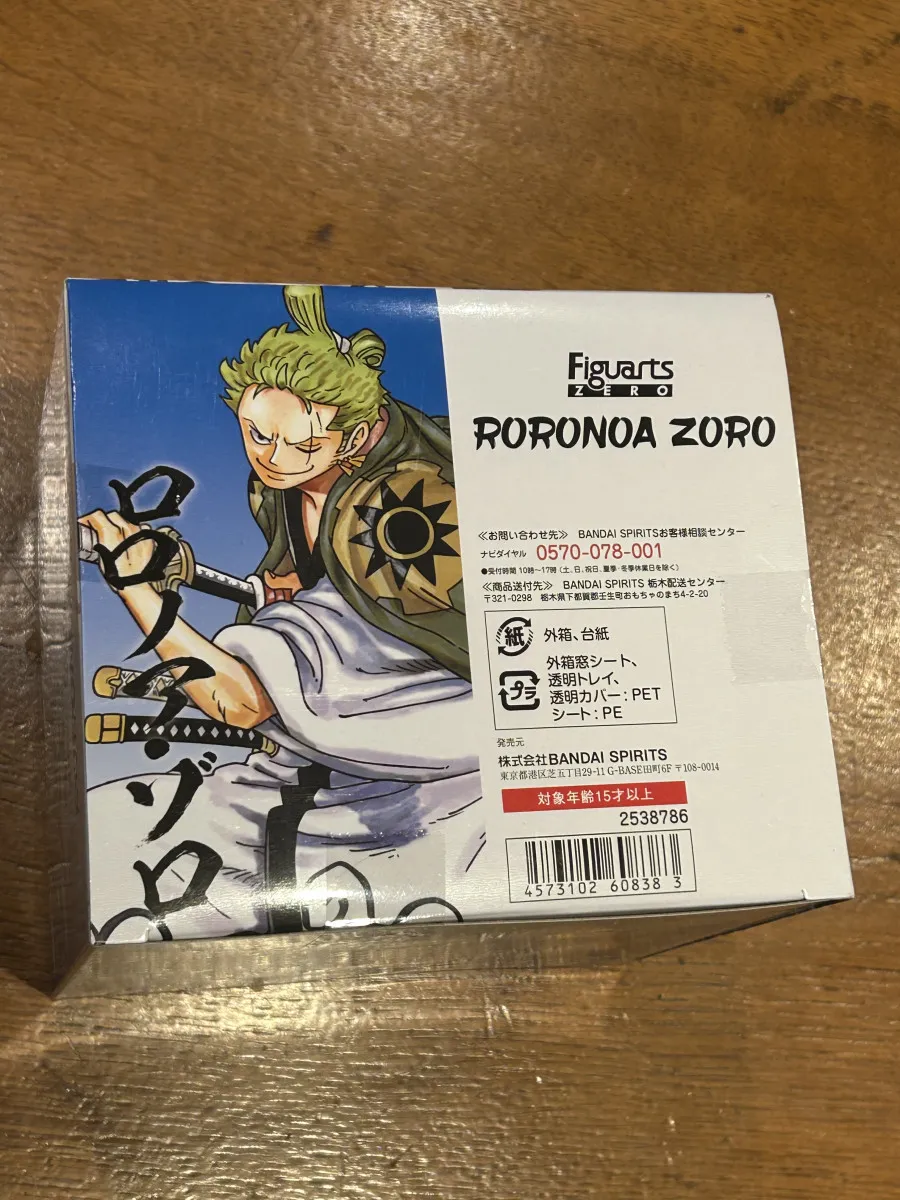 ロロノア・ゾロ
Figuarts
ZERO
RORONOA ZORO
≪お問い合わせ先≫ BANDAI SPIRITSお客様相談センター
ナビダイヤル 0570-078-001
●受付時間 10時〜17時（土、日、祝日、夏季・冬季休業日を除く）
≪商品送付先≫ BANDAI SPIRITS 栃木配送センター
〒321-0298 栃木県下都賀郡壬生町おもちゃのまち4-2-20
紙 外箱、台紙
プラ 外箱窓シート、
透明トレイ、
透明カバー：PET
シート：PE
発売元
株式会社BANDAI SPIRITS
東京都港区芝五丁目29-11 G-BASE田町6F 〒108-0014
対象年齢15才以上
2538786
4573102 60838 3